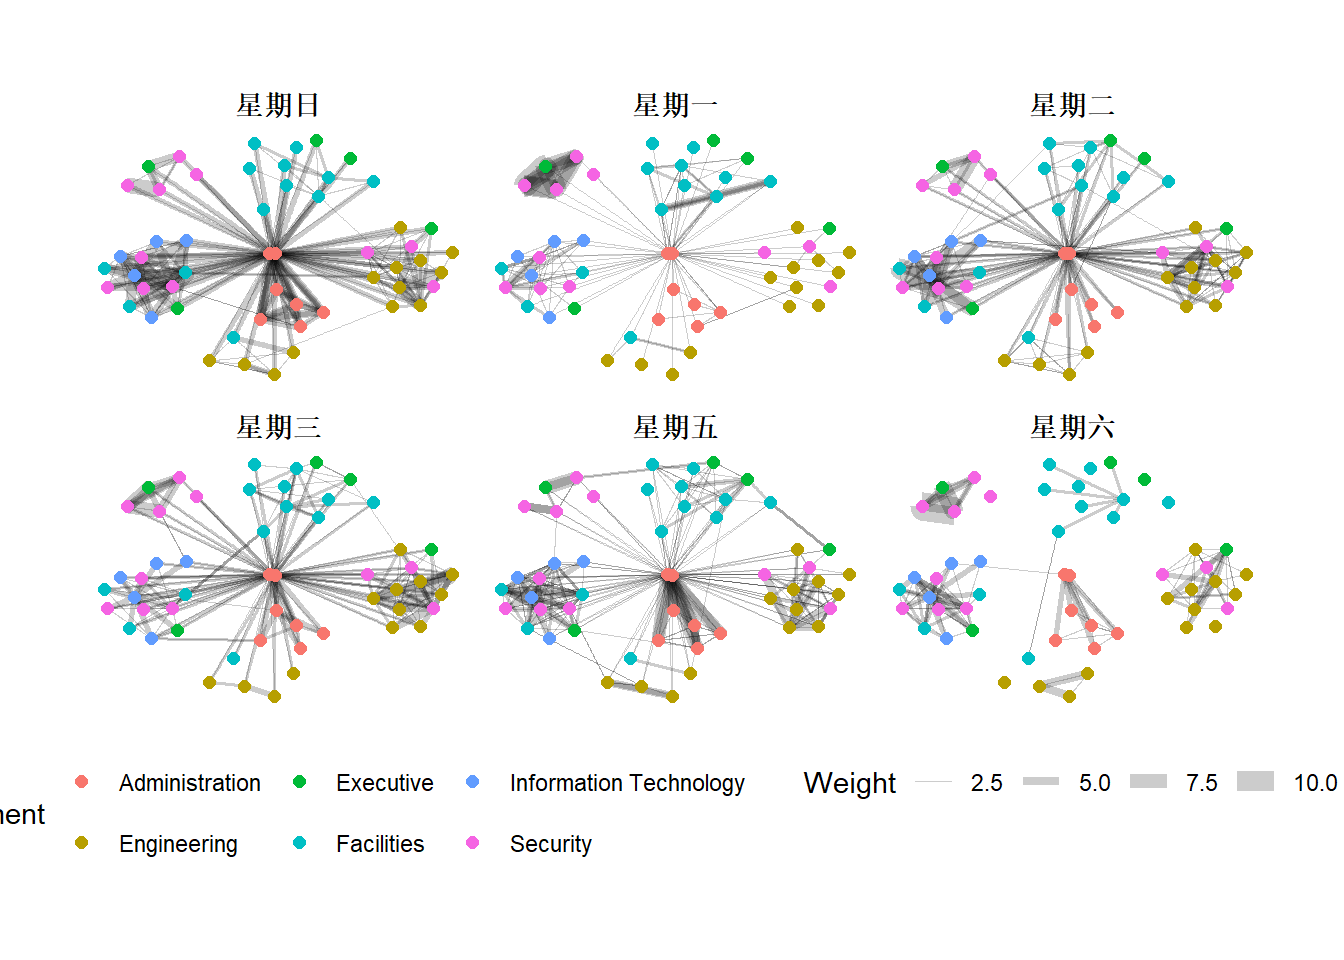 星期日 星期一 星期二
星期三 星期五 星期六
Administration Executive Information Technology Weight 2.5 5.0 7.5 10.0
nent
Engineering Facilities Security